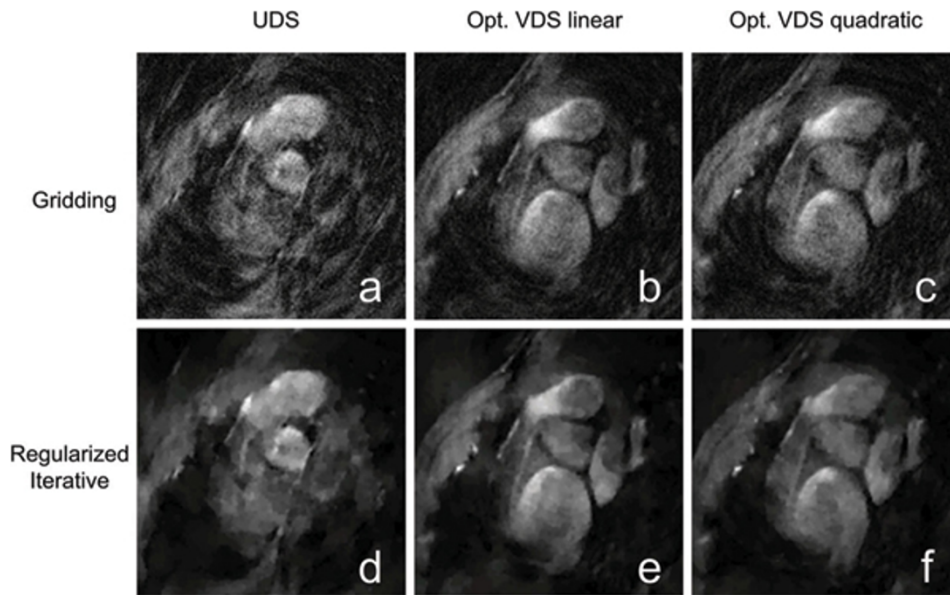 UDS
Opt. VDS linear
Opt. VDS quadratic
Gridding
a
b
c
Regularized
Iterative
d
e
f